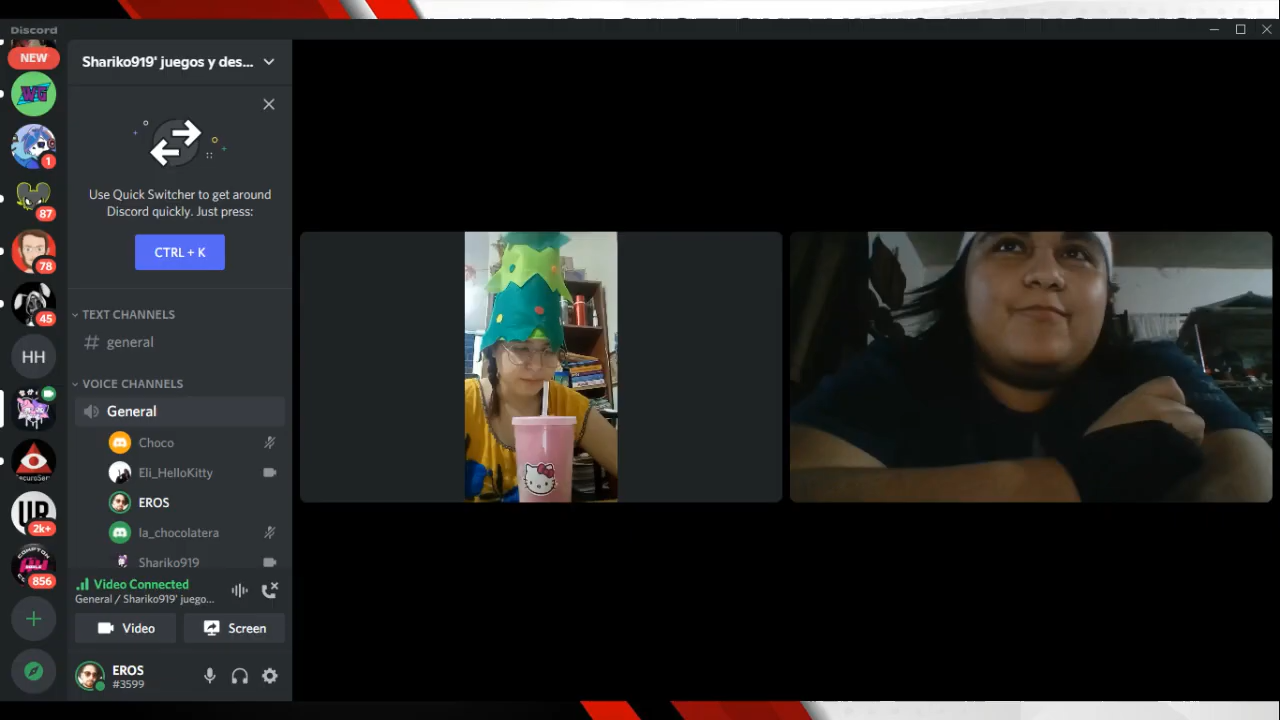 Discord
NEW
Shariko919' juegos y des...
WG
1
Use Quick Switcher to get around
Discord quickly. Just press:
87
CTRL + K
78
45
TEXT CHANNELS
general
HH
VOICE CHANNELS
General
Choco
Eli_HelloKitty
EROS
la_chocolatera
2k+
Shariko919
856
Video Connected
General / Shariko919' juego...
Video
Screen
EROS
#3599